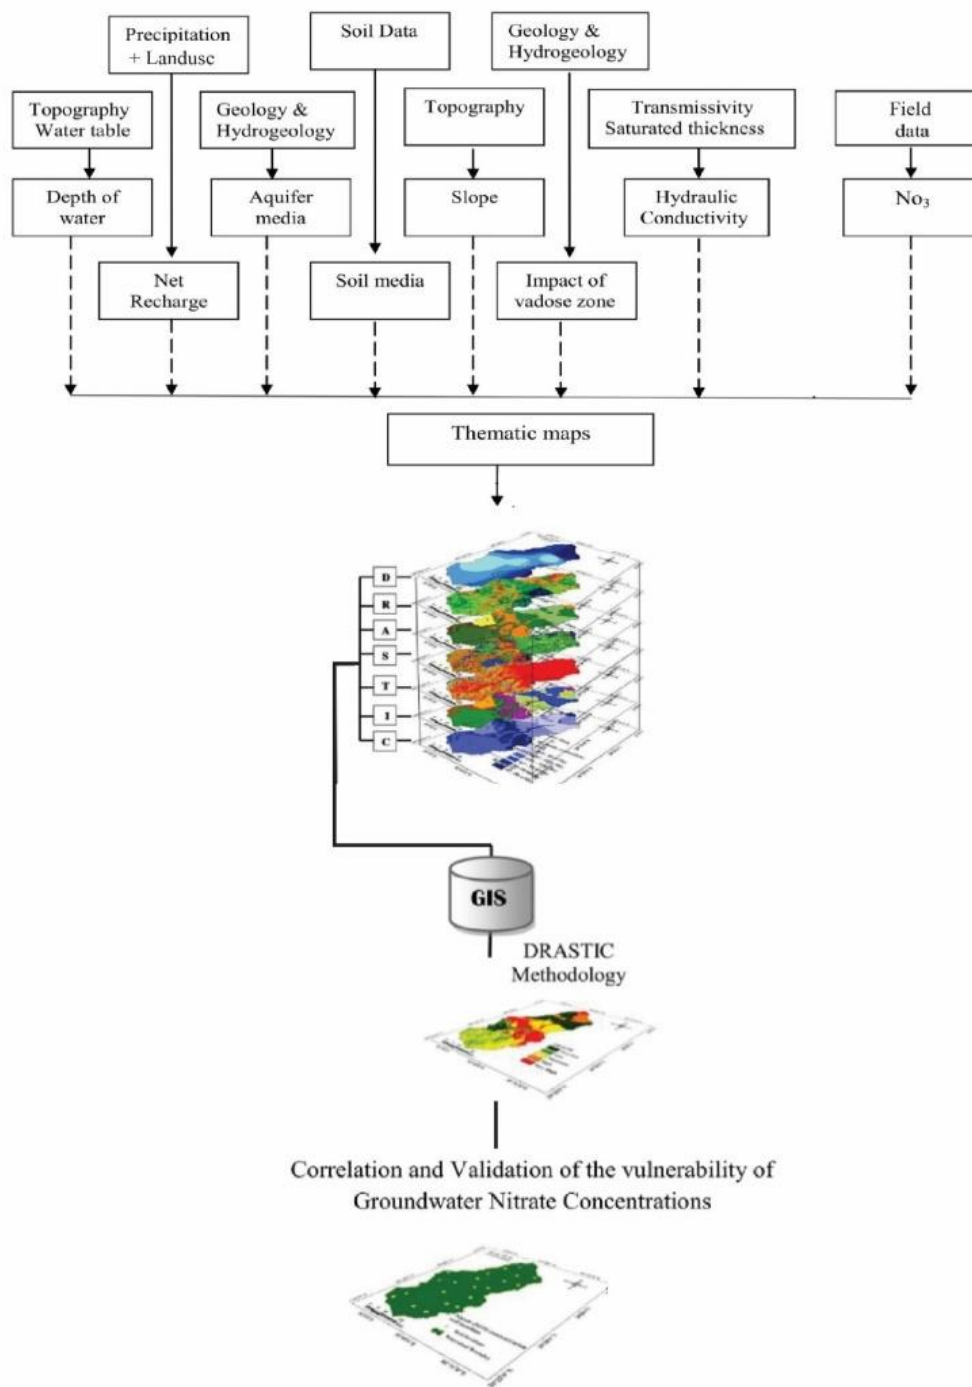 Precipitation
+ Landusc
Soil Data
Geology &
Hydrogeology
Topography
Water table
Geology &
Hydrogeology
Topography
Transmissivity
Saturated thickness
Field
data
Depth of
water
Aquifer
media
Slope
Hydraulic
Conductivity
No₃
Net
Recharge
Soil media
Impact of
vadose zone
Thematic maps
D
R
A
S
T
I
C
GIS
DRASTIC
Methodology
Correlation and Validation of the vulnerability of
Groundwater Nitrate Concentrations